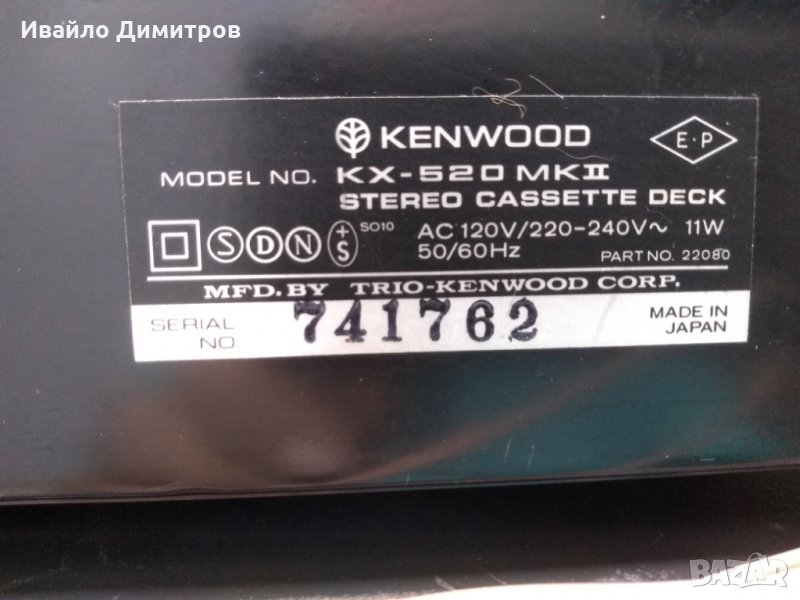 Ивайло Димитров
KENWOOD
E·P
MODEL NO. KX-520 MKII
STEREO CASSETTE DECK
S D N +S SO10
AC 120V/220-240V~ 11W
50/60Hz
PART NO. 22080
MFD. BY TRIO-KENWOOD CORP.
SERIAL NO 741762
MADE IN JAPAN
BAZAR